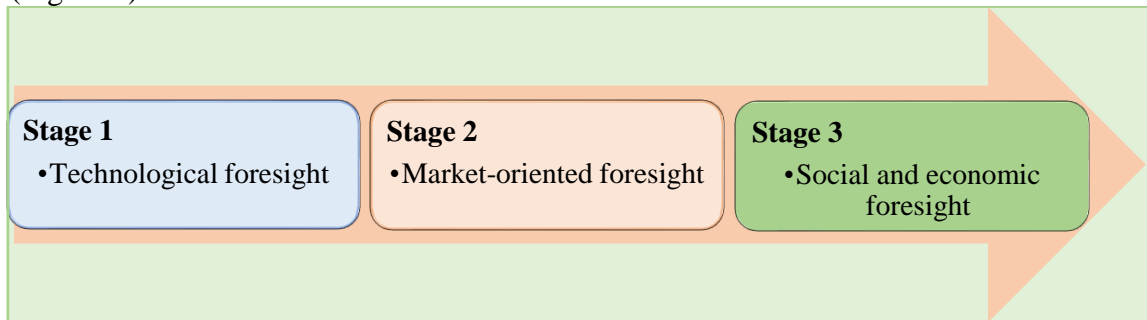 Stage 1
•Technological foresight
Stage 2
•Market-oriented foresight
Stage 3
•Social and economic
foresight